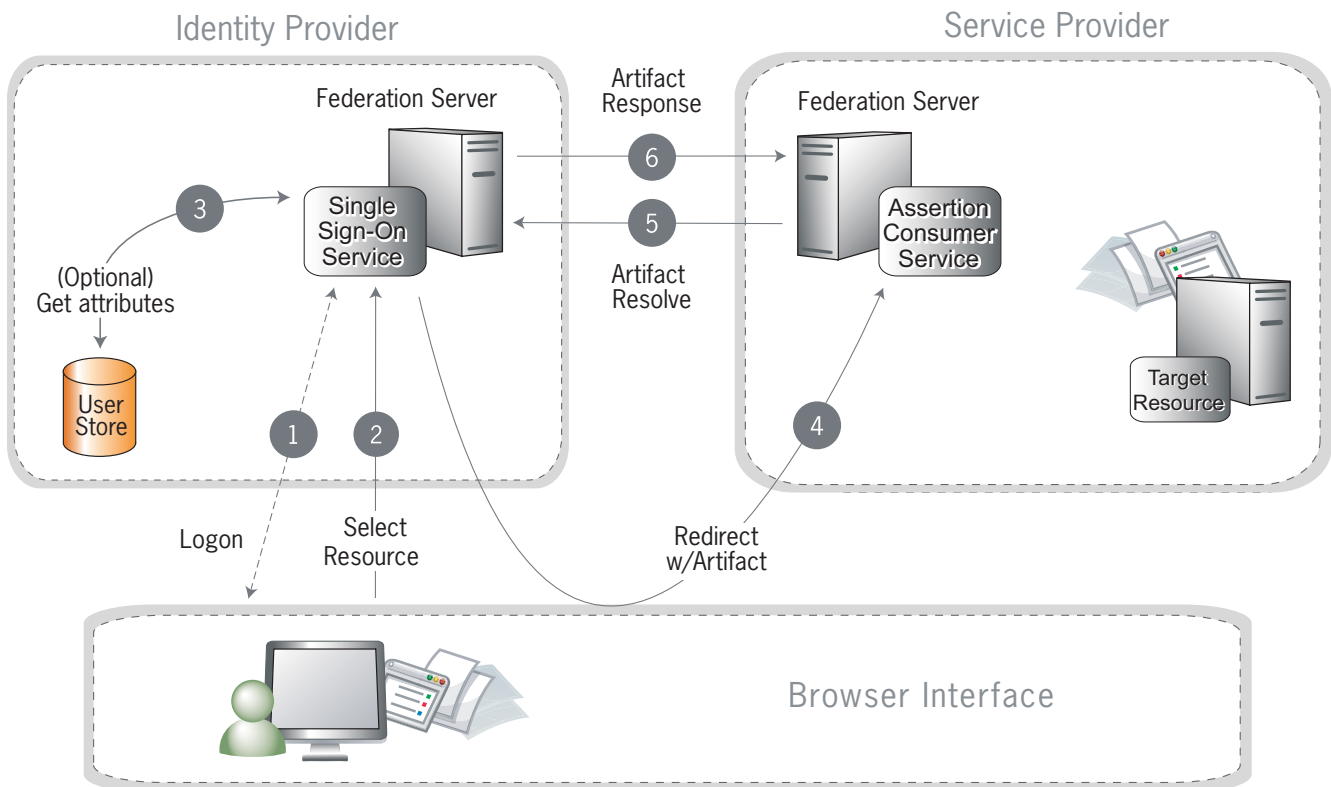 Identity Provider
Service Provider
Federation Server
Artifact
Response
Federation Server
6
3
Single
Sign-On
Service
5
Assertion
Consumer
Service
Artifact
Resolve
(Optional)
Get attributes
User
Store
1
2
4
Target
Resource
Logon
Select
Resource
Redirect
w/Artifact
Browser Interface